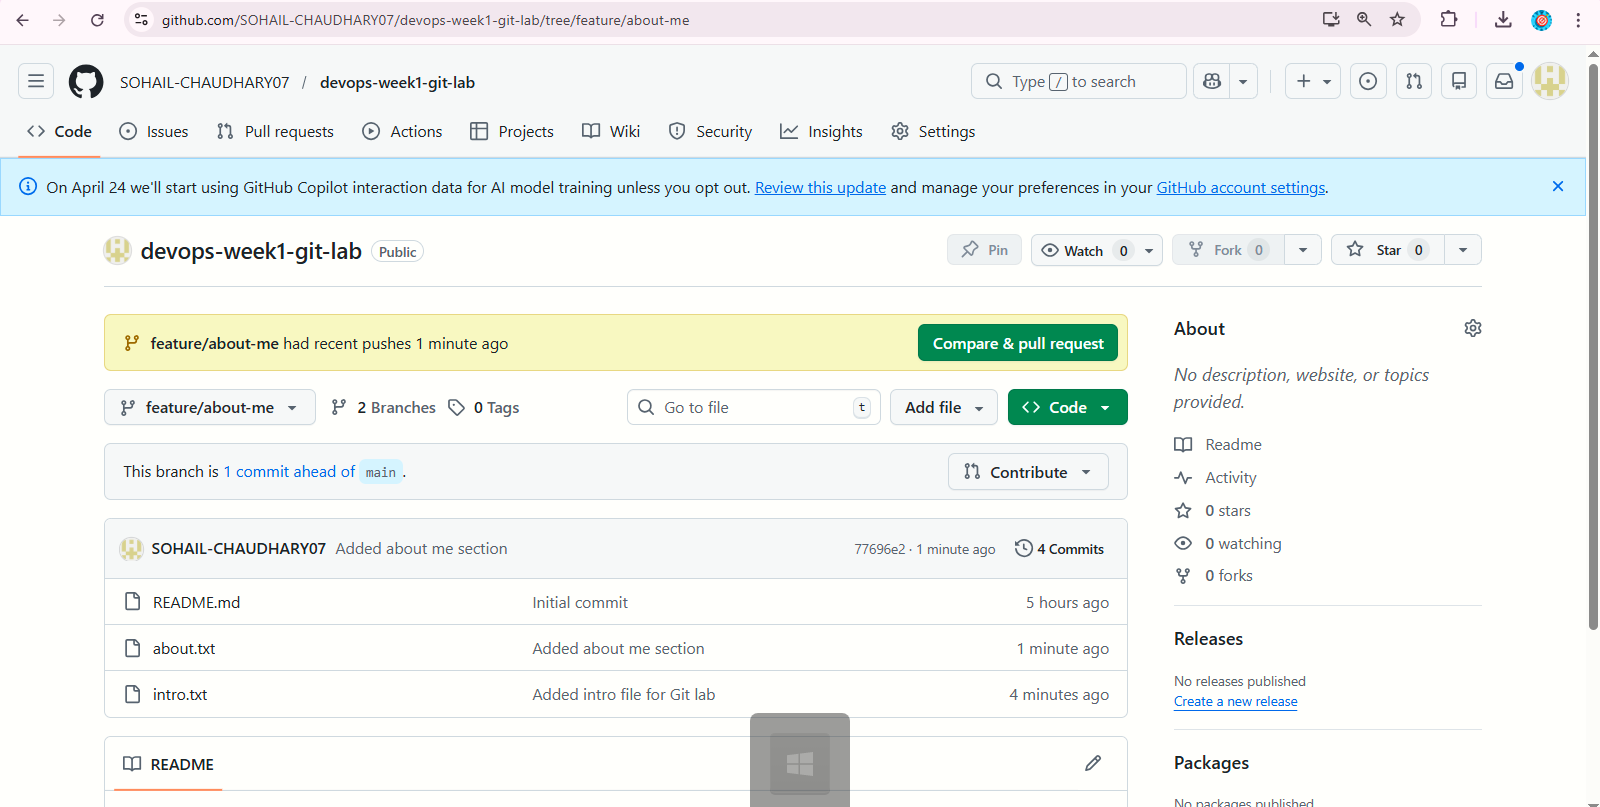 github.com/SOHAIL-CHAUDHARY07/devops-week1-git-lab/tree/feature/about-me
SOHAIL-CHAUDHARY07 / devops-week1-git-lab
Type / to search
Code Issues Pull requests Actions Projects Wiki Security Insights Settings
On April 24 we'll start using GitHub Copilot interaction data for AI model training unless you opt out. Review this update and manage your preferences in your GitHub account settings.
devops-week1-git-lab Public
Pin Watch 0 Fork 0 Star 0
feature/about-me had recent pushes 1 minute ago
Compare & pull request
feature/about-me 2 Branches 0 Tags Go to file t Add file Code
This branch is 1 commit ahead of main.
Contribute
SOHAIL-CHAUDHARY07 Added about me section 77696e2 · 1 minute ago 4 Commits
README.md Initial commit 5 hours ago
about.txt Added about me section 1 minute ago
intro.txt Added intro file for Git lab 4 minutes ago
README
About
No description, website, or topics
provided.
Readme
Activity
0 stars
0 watching
0 forks
Releases
No releases published
Create a new release
Packages
No packages published